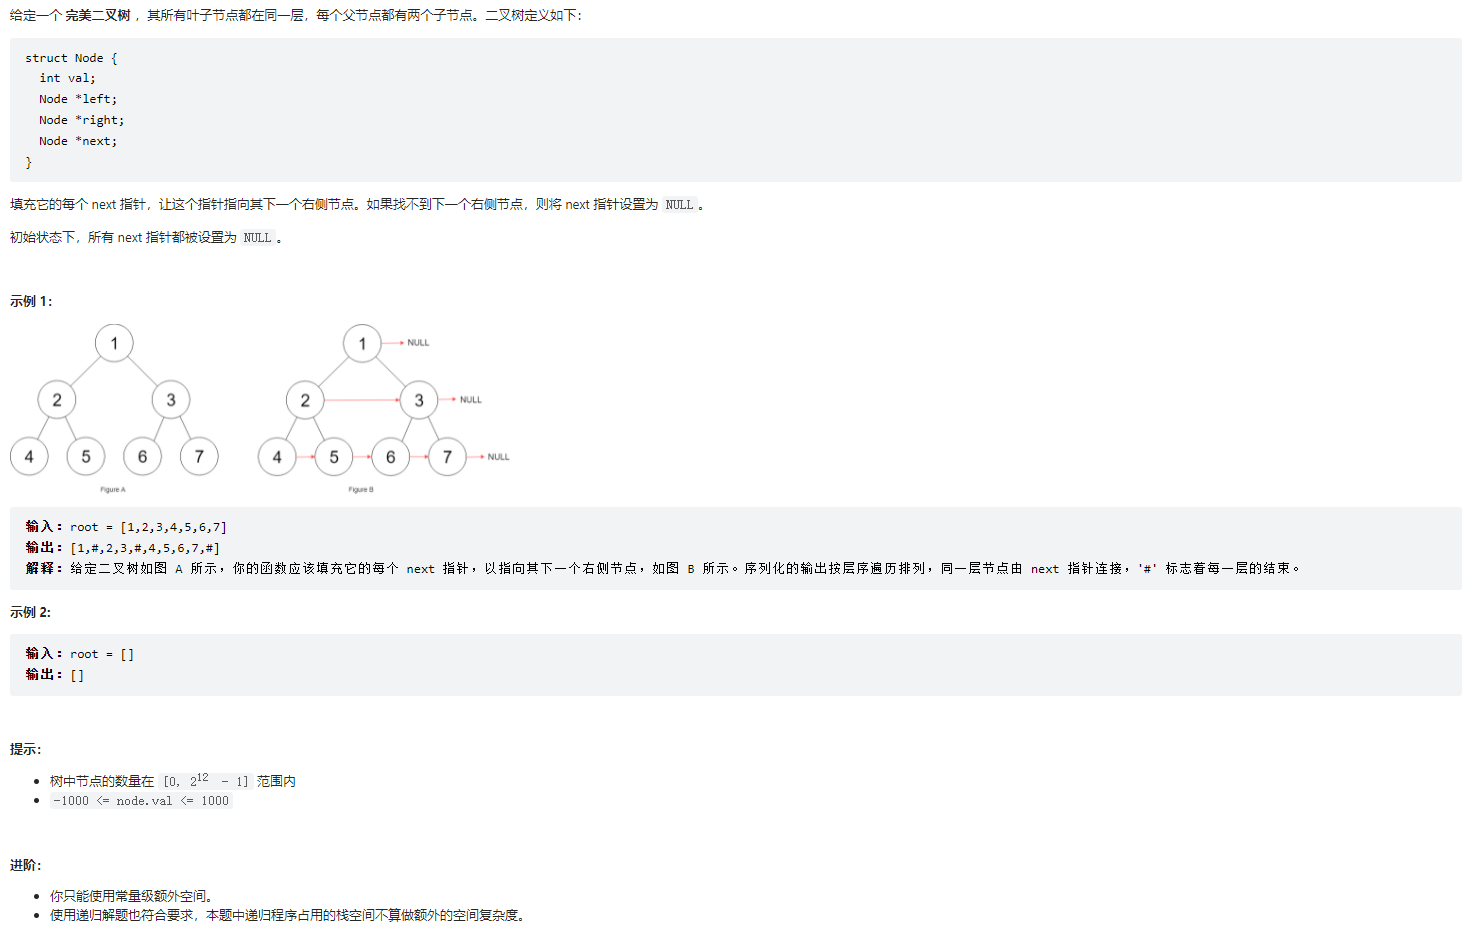 给定一个 完美二叉树 ，其所有叶子节点都在同一层，每个父节点都有两个子节点。二叉树定义如下：
struct Node {
  int val;
  Node *left;
  Node *right;
  Node *next;
}
填充它的每个 next 指针，让这个指针指向其下一个右侧节点。如果找不到下一个右侧节点，则将 next 指针设置为 NULL 。
初始状态下，所有 next 指针都被设置为 NULL 。
示例 1：
1
2 3
4 5 6 7
Figure A
1 NULL
2 3 NULL
4 5 6 7 NULL
Figure B
输入：root = [1,2,3,4,5,6,7]
输出：[1,#,2,3,#,4,5,6,7,#]
解释：给定二叉树如图 A 所示，你的函数应该填充它的每个 next 指针，以指向其下一个右侧节点，如图 B 所示。序列化的输出按层序遍历排列，同一层节点由 next 指针连接，'#' 标志着每一层的结束。
示例 2:
输入：root = []
输出：[]
提示：
• 树中节点的数量在 [0, 2¹² - 1] 范围内
• -1000 <= node.val <= 1000
进阶：
• 你只能使用常量级额外空间。
• 使用递归解题也符合要求，本题中递归程序占用的栈空间不算做额外的空间复杂度。